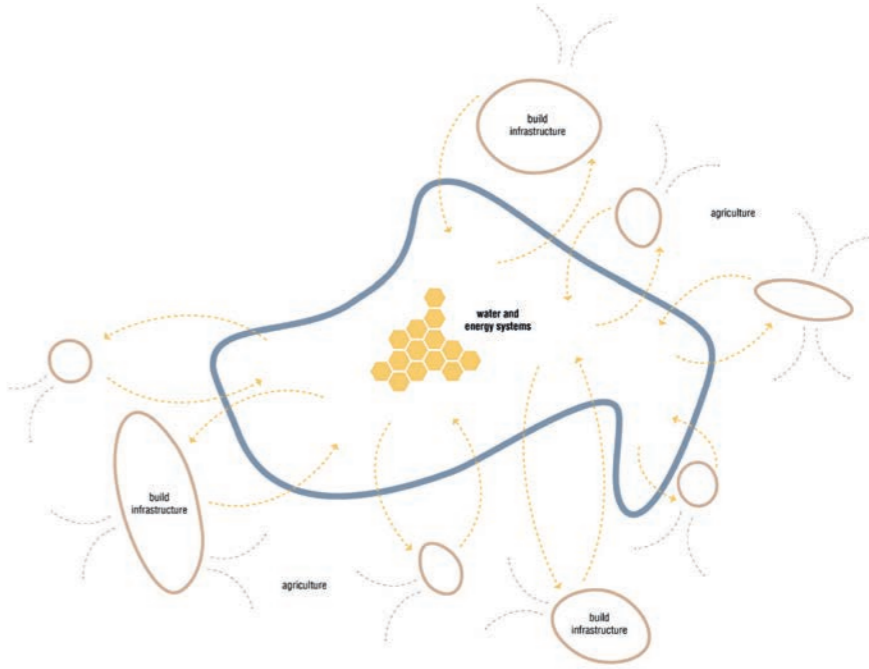 build
infrastructure
agriculture
water and
energy systems
build
infrastructure
agriculture
build
infrastructure